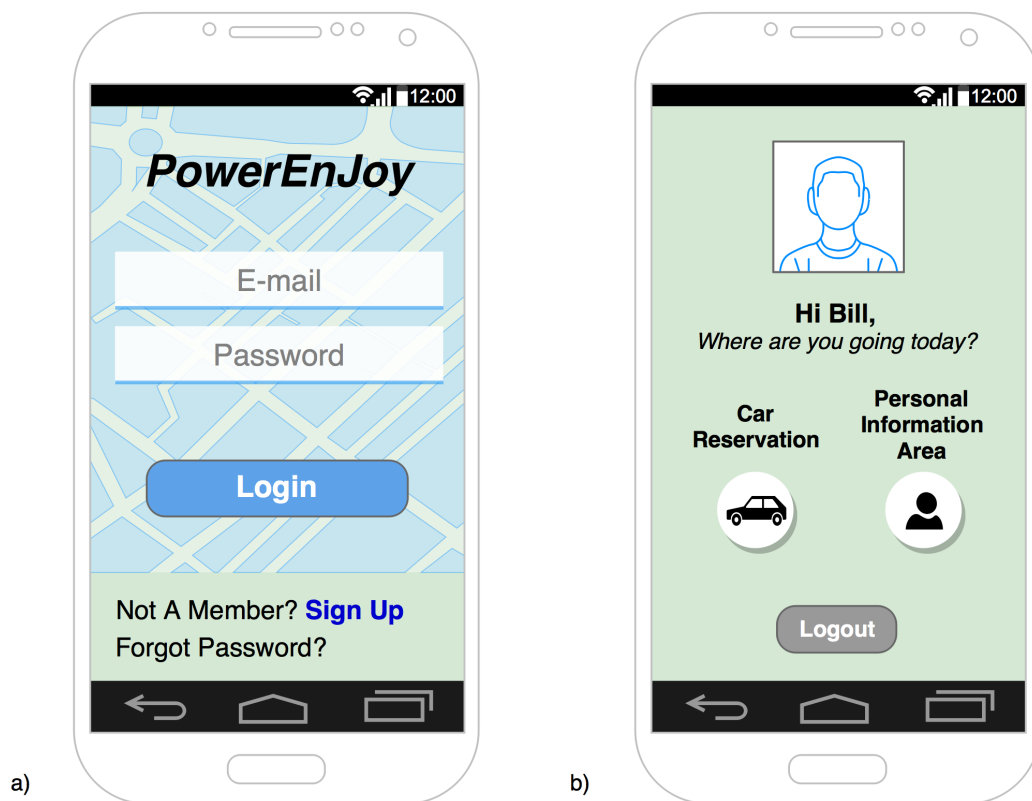 12:00
PowerEnJoy
E-mail
Password
Login
Not A Member? Sign Up
Forgot Password?
a)
12:00
Hi Bill,
Where are you going today?
Car
Reservation
Personal
Information
Area
Logout
b)